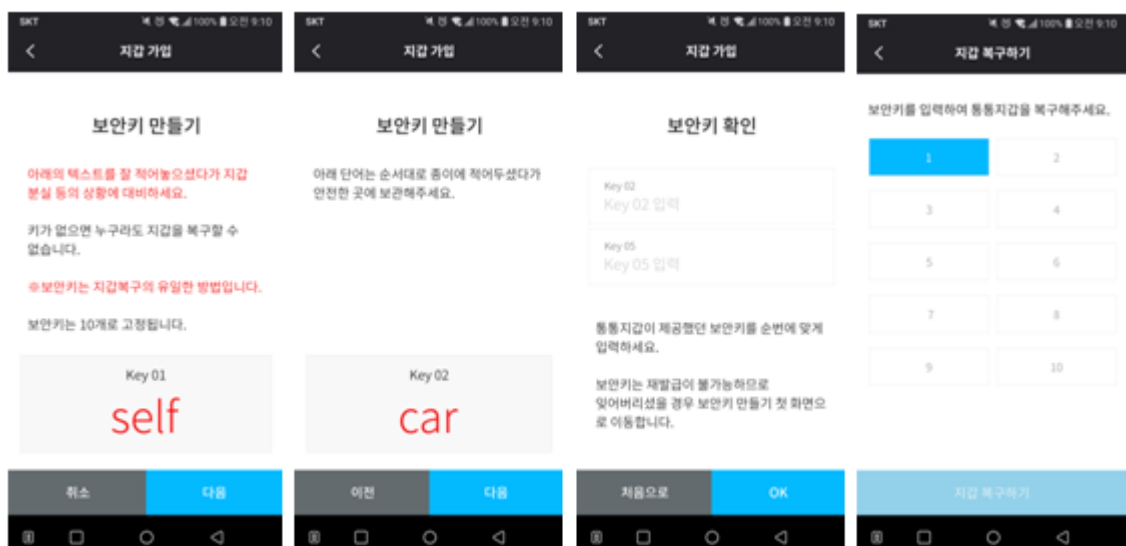 SKT 100% 오전 9:10
지갑 가입
보안키 만들기
아래의 텍스트를 잘 적어놓으셨다가 지갑
분실 등의 상황에 대비하세요.
키가 없으면 누구라도 지갑을 복구할 수
없습니다.
※보안키는 지갑복구의 유일한 방법입니다.
보안키는 10개로 고정됩니다.
Key 01
self
취소 다음
SKT 100% 오전 9:10
지갑 가입
보안키 만들기
아래 단어는 순서대로 종이에 적어두셨다가
안전한 곳에 보관해주세요.
Key 02
car
이전 다음
SKT 100% 오전 9:10
지갑 가입
보안키 확인
Key 02
Key 02 입력
Key 05
Key 05 입력
통통지갑이 제공했던 보안키를 순번에 맞게
입력하세요.
보안키는 재발급이 불가능하므로
잊어버리셨을 경우 보안키 만들기 첫 화면으
로 이동합니다.
처음으로 OK
SKT 100% 오전 9:10
지갑 복구하기
보안키를 입력하여 통통지갑을 복구해주세요.
1 2
3 4
5 6
7 8
9 10
지갑 복구하기